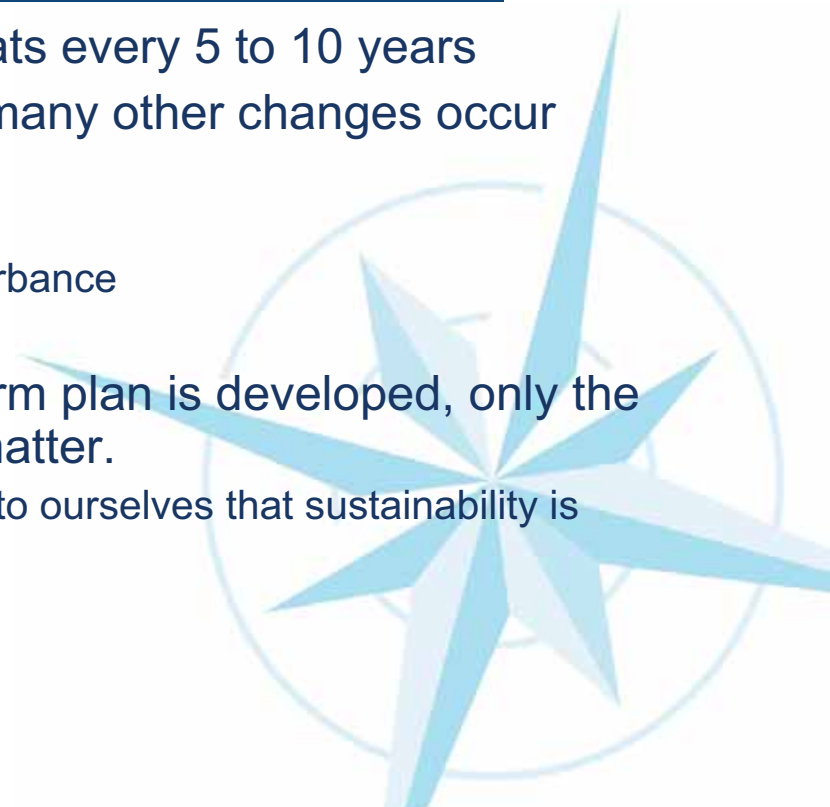 ats every 5 to 10 years
many other changes occur
rbance
rm plan is developed, only the
natter.
to ourselves that sustainability is